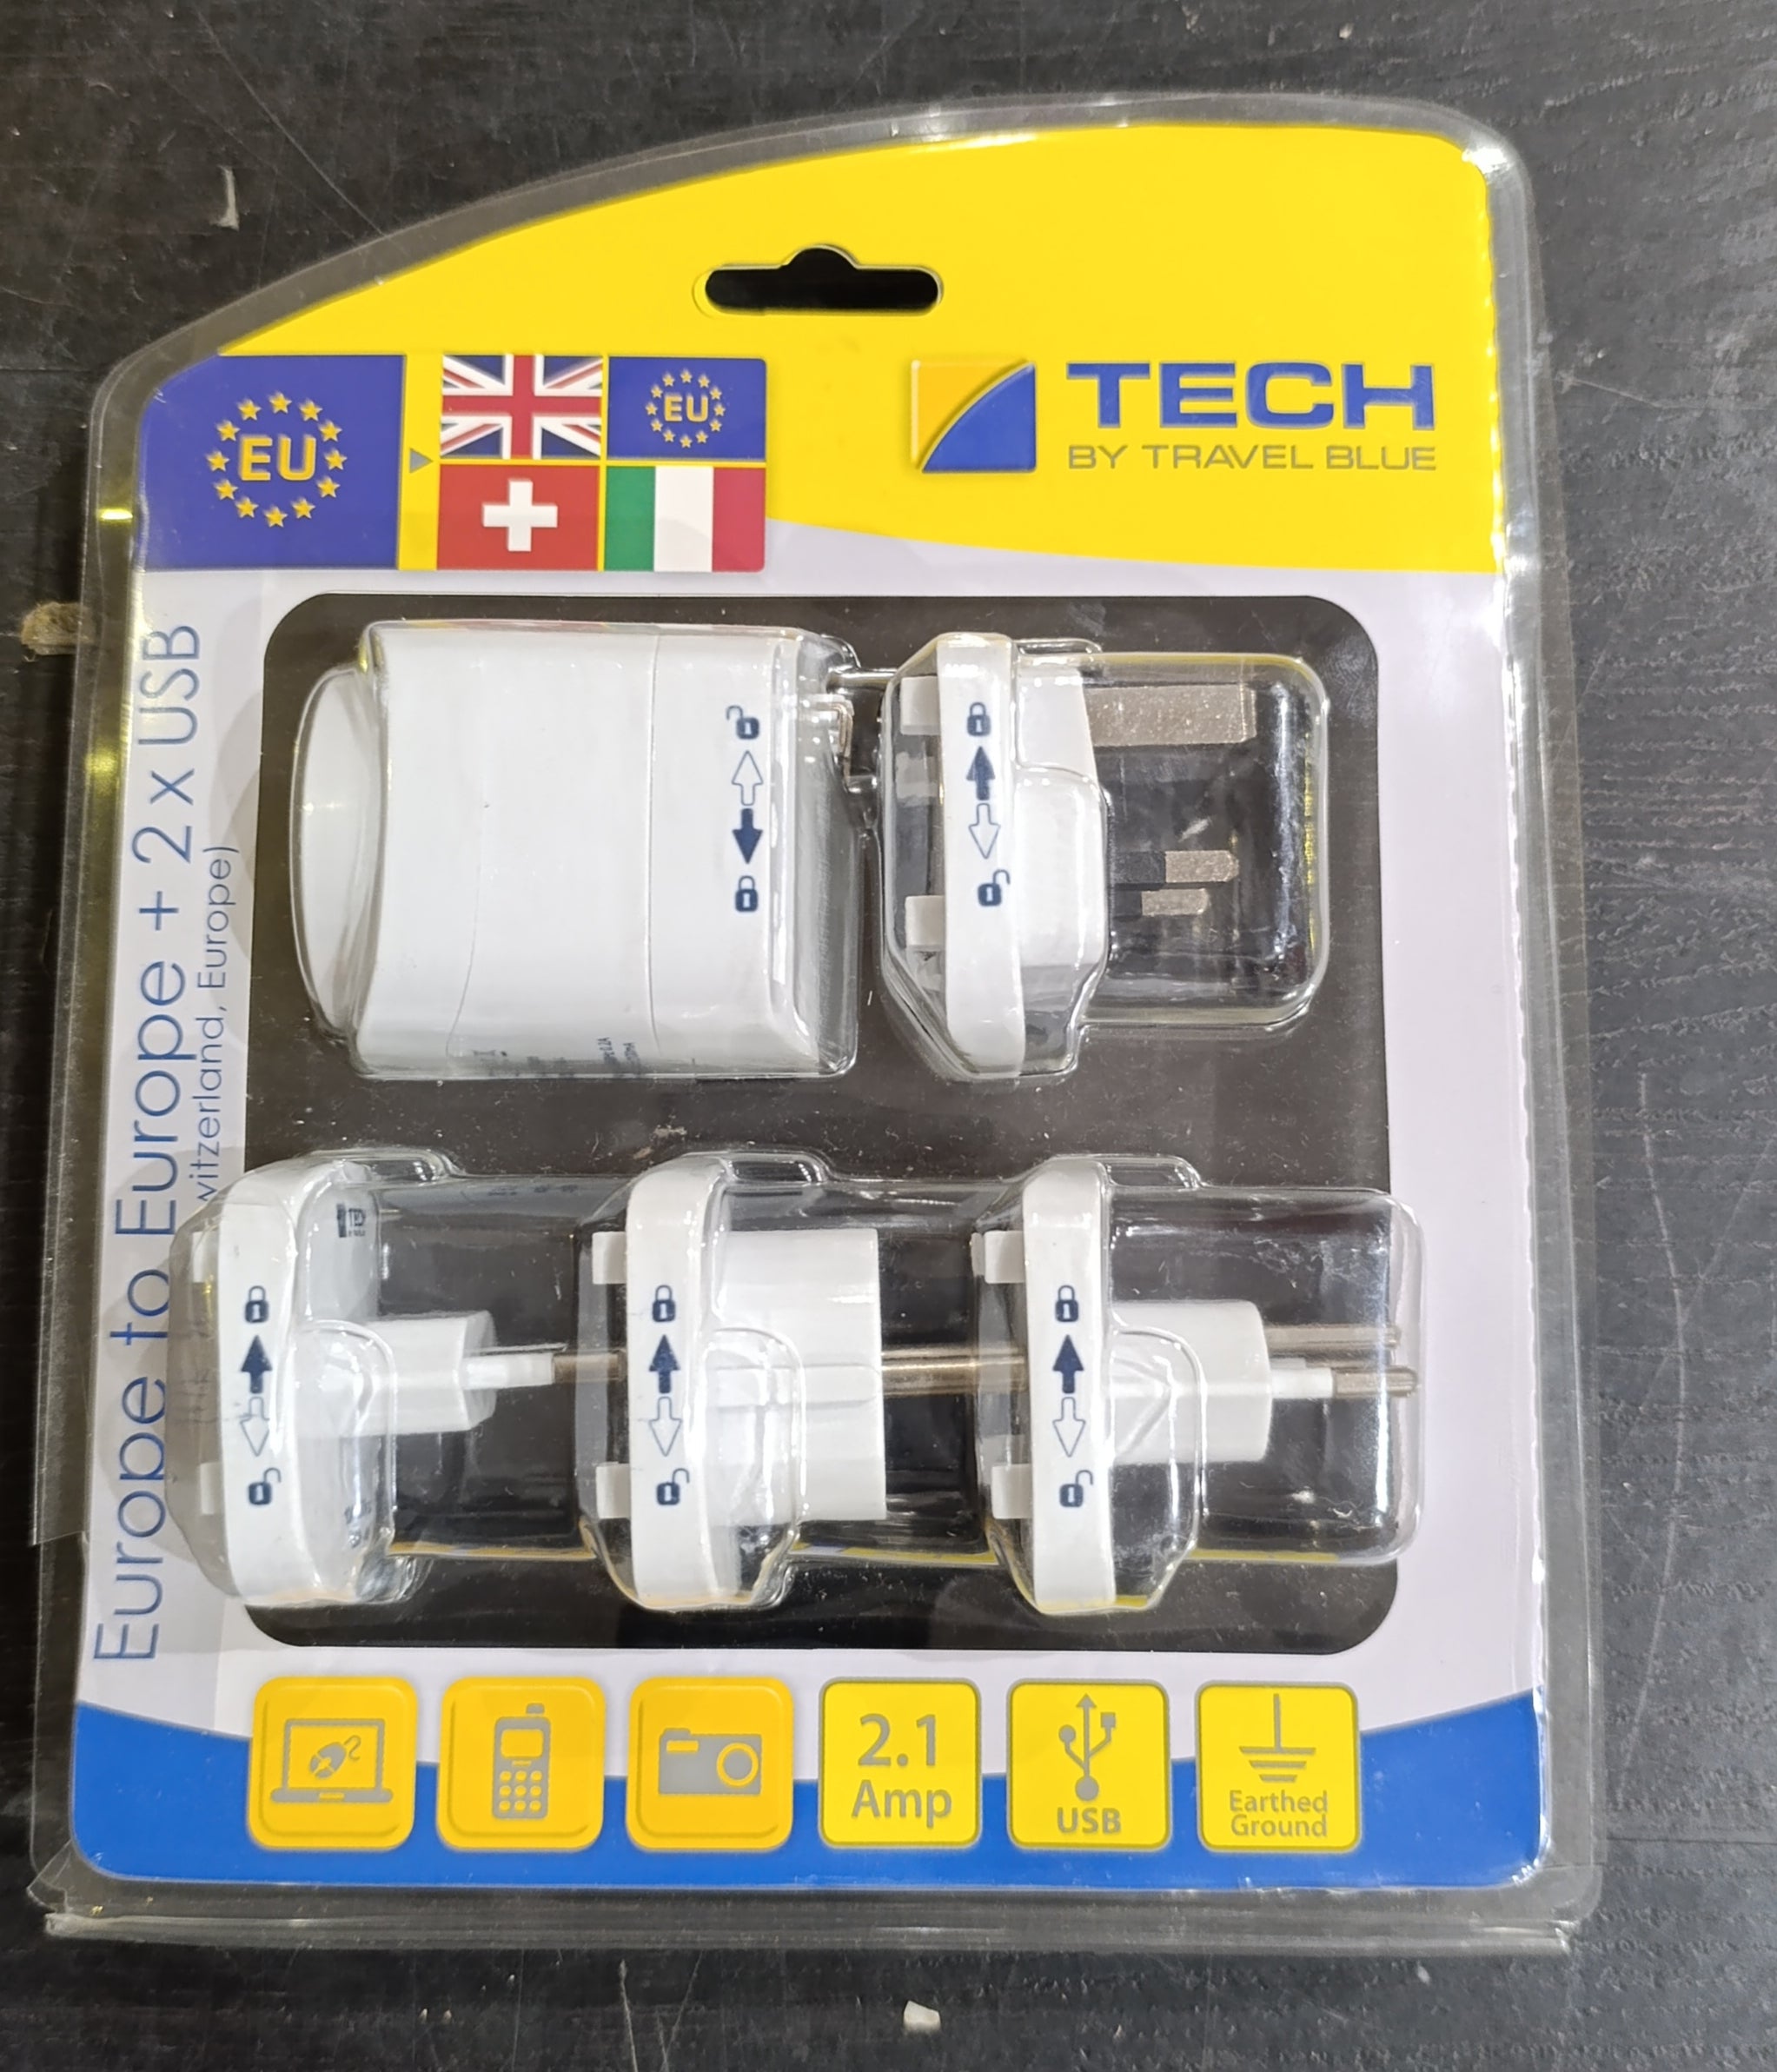 EU
EU
TECH
BY TRAVEL BLUE
Europe to Europe + 2 x USB
witzerland, Europe)
TECH
2.1
Amp
USB
Earthed
Ground